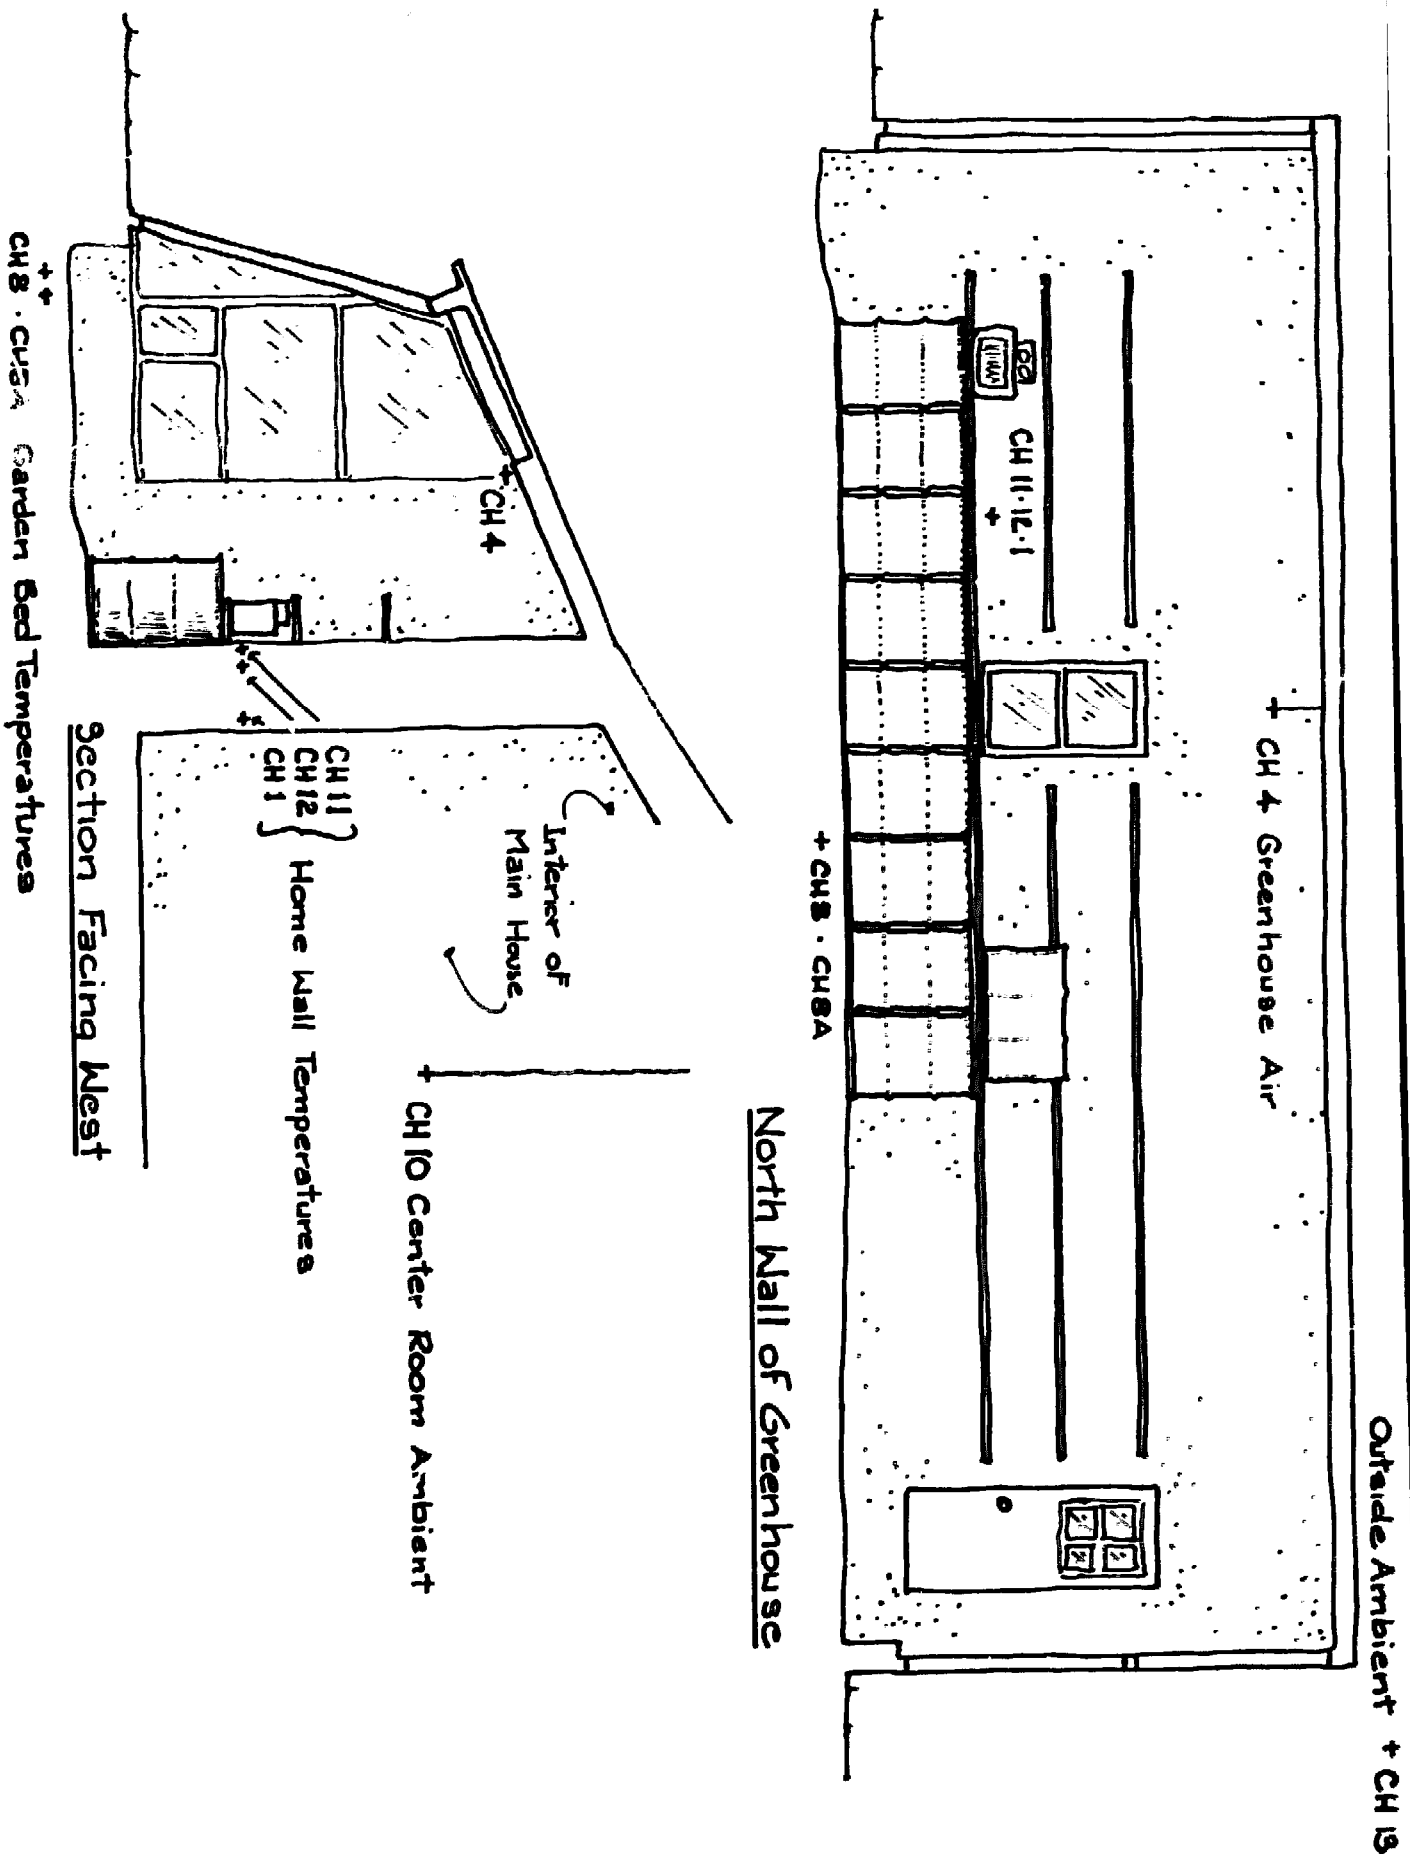 Outside Ambient + CH 13
CH 4 Greenhouse Air
CH 11·12·1
+ CH8 · CH8A
North Wall of Greenhouse
CH 4
Interior of
Main House
CH 10 Center Room Ambient
CH 11
CH 12
CH 1
Home Wall Temperatures
Section Facing West
CH8 · CH8A Garden Bed Temperatures